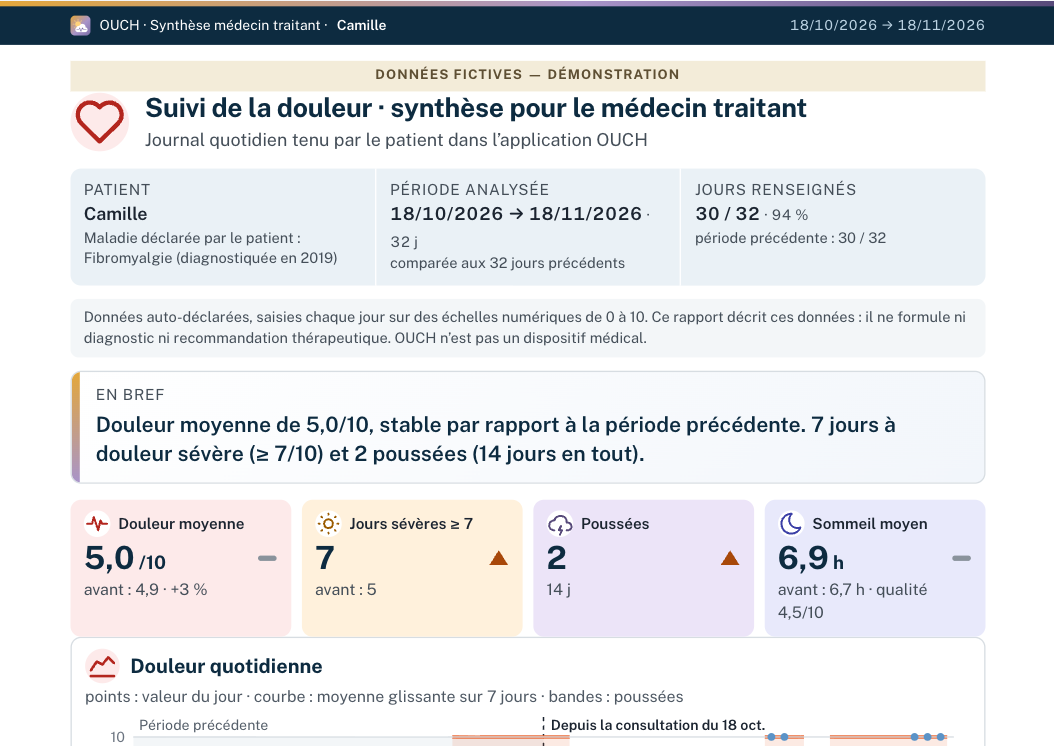 OUCH · Synthèse médecin traitant · Camille
18/10/2026 → 18/11/2026
DONNÉES FICTIVES — DÉMONSTRATION
Suivi de la douleur · synthèse pour le médecin traitant
Journal quotidien tenu par le patient dans l’application OUCH
PATIENT
Camille
Maladie déclarée par le patient :
Fibromyalgie (diagnostiquée en 2019)
PÉRIODE ANALYSÉE
18/10/2026 → 18/11/2026 ·
32 j
comparée aux 32 jours précédents
JOURS RENSEIGNÉS
30 / 32 · 94 %
période précédente : 30 / 32
Données auto-déclarées, saisies chaque jour sur des échelles numériques de 0 à 10. Ce rapport décrit ces données : il ne formule ni
diagnostic ni recommandation thérapeutique. OUCH n’est pas un dispositif médical.
EN BREF
Douleur moyenne de 5,0/10, stable par rapport à la période précédente. 7 jours à
douleur sévère (≥ 7/10) et 2 poussées (14 jours en tout).
Douleur moyenne
5,0 /10
avant : 4,9 · +3 %
Jours sévères ≥ 7
7
avant : 5
Poussées
2
14 j
Sommeil moyen
6,9 h
avant : 6,7 h · qualité
4,5/10
Douleur quotidienne
points : valeur du jour · courbe : moyenne glissante sur 7 jours · bandes : poussées
Période précédente
Depuis la consultation du 18 oct.
10